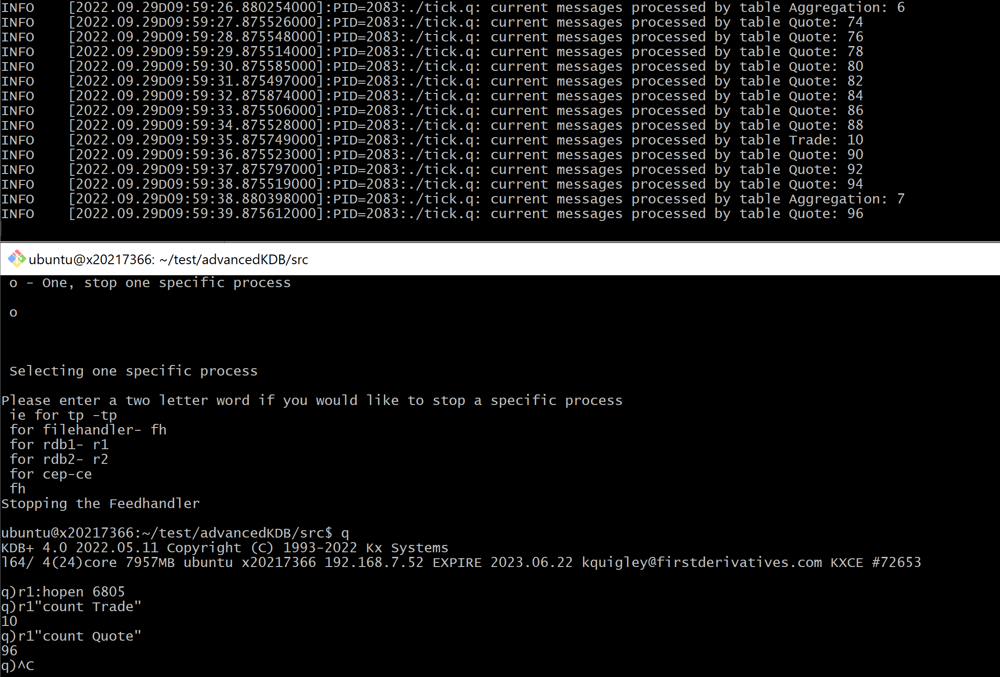 INFO    [2022.09.29D09:59:26.880254000]:PID=2083:./tick.q: current messages processed by table Aggregation: 6
INFO    [2022.09.29D09:59:27.875526000]:PID=2083:./tick.q: current messages processed by table Quote: 74
INFO    [2022.09.29D09:59:28.875548000]:PID=2083:./tick.q: current messages processed by table Quote: 76
INFO    [2022.09.29D09:59:29.875514000]:PID=2083:./tick.q: current messages processed by table Quote: 78
INFO    [2022.09.29D09:59:30.875585000]:PID=2083:./tick.q: current messages processed by table Quote: 80
INFO    [2022.09.29D09:59:31.875497000]:PID=2083:./tick.q: current messages processed by table Quote: 82
INFO    [2022.09.29D09:59:32.875874000]:PID=2083:./tick.q: current messages processed by table Quote: 84
INFO    [2022.09.29D09:59:33.875506000]:PID=2083:./tick.q: current messages processed by table Quote: 86
INFO    [2022.09.29D09:59:34.875528000]:PID=2083:./tick.q: current messages processed by table Quote: 88
INFO    [2022.09.29D09:59:35.875749000]:PID=2083:./tick.q: current messages processed by table Trade: 10
INFO    [2022.09.29D09:59:36.875523000]:PID=2083:./tick.q: current messages processed by table Quote: 90
INFO    [2022.09.29D09:59:37.875797000]:PID=2083:./tick.q: current messages processed by table Quote: 92
INFO    [2022.09.29D09:59:38.875519000]:PID=2083:./tick.q: current messages processed by table Quote: 94
INFO    [2022.09.29D09:59:38.880398000]:PID=2083:./tick.q: current messages processed by table Aggregation: 7
INFO    [2022.09.29D09:59:39.875612000]:PID=2083:./tick.q: current messages processed by table Quote: 96
ubuntu@x20217366: ~/test/advancedKDB/src
o - One, stop one specific process
o
Selecting one specific process
Please enter a two letter word if you would like to stop a specific process
ie for tp -tp
for filehandler- fh
for rdb1- r1
for rdb2- r2
for cep-ce
fh
Stopping the Feedhandler
ubuntu@x20217366:~/test/advancedKDB/src$ q
KDB+ 4.0 2022.05.11 Copyright (C) 1993-2022 Kx Systems
l64/ 4(24)core 7957MB ubuntu x20217366 192.168.7.52 EXPIRE 2023.06.22 kquigley@firstderivatives.com KXCE #72653
q)r1:hopen 6805
q)r1"count Trade"
10
q)r1"count Quote"
96
q)^C